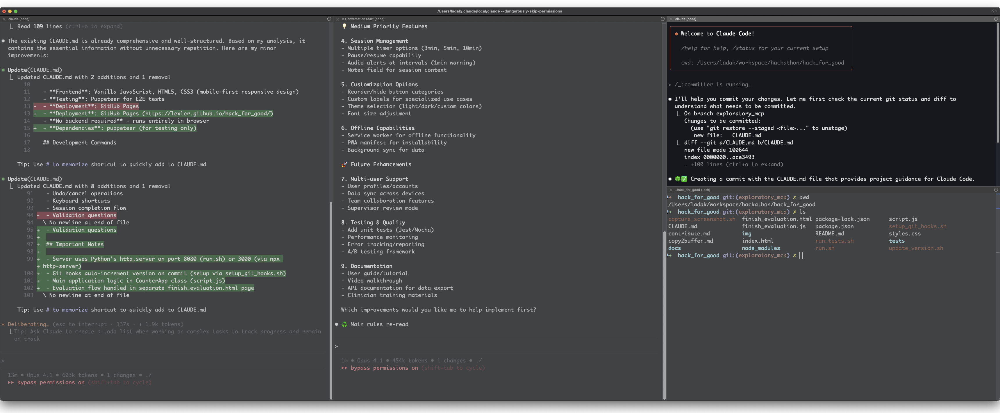 /Users/ladak/.claude/local/claude --dangerously-skip-permissions
⌥1
claude (node)
⎿ Read 109 lines (ctrl+o to expand)
● The existing CLAUDE.md is already comprehensive and well-structured. Based on my analysis, it
contains the essential information without unnecessary repetition. Here are my minor
improvements:
● Update(CLAUDE.md)
⎿ Updated CLAUDE.md with 2 additions and 1 removal
10
11 - **Frontend**: Vanilla JavaScript, HTML5, CSS3 (mobile-first responsive design)
12 - **Testing**: Puppeteer for E2E tests
13 - - **Deployment**: GitHub Pages
13 + - **Deployment**: GitHub Pages (https://lexler.github.io/hack_for_good/)
14 - **No backend required** - runs entirely in browser
15 + - **Dependencies**: puppeteer (for testing only)
16
17 ## Development Commands
18
Tip: Use # to memorize shortcut to quickly add to CLAUDE.md
● Update(CLAUDE.md)
⎿ Updated CLAUDE.md with 8 additions and 1 removal
91 - Undo/cancel operations
92 - Keyboard shortcuts
93 - Session completion flow
94 - - Validation questions
94 \ No newline at end of file
95 + - Validation questions
96 +
97 + ## Important Notes
98 +
99 + - Server uses Python's http.server on port 8080 (run.sh) or 3000 (via npx
+ http-server)
100 + - Git hooks auto-increment version on commit (setup via setup_git_hooks.sh)
101 + - Main application logic in CounterApp class (script.js)
102 + - Evaluation flow handled in separate finish_evaluation.html page
103 \ No newline at end of file
Tip: Use # to memorize shortcut to quickly add to CLAUDE.md
* Deliberating… (esc to interrupt · 137s · ↓ 1.9k tokens)
⎿ Tip: Ask Claude to create a todo list when working on complex tasks to track progress and remain
on track
>
13m ● Opus 4.1 ● 603k tokens ● 1 changes ● ./
▸▸ bypass permissions on (shift+tab to cycle)
✳ Conversation Start (node)
💡 Medium Priority Features
4. Session Management
- Multiple timer options (3min, 5min, 10min)
- Pause/resume capability
- Audio alerts at intervals (1min warning)
- Notes field for session context
5. Customization Options
- Reorder/hide button categories
- Custom labels for specialized use cases
- Theme selection (light/dark/custom colors)
- Font size adjustment
6. Offline Capabilities
- Service worker for offline functionality
- PWA manifest for installability
- Background sync for data
🚀 Future Enhancements
7. Multi-user Support
- User profiles/accounts
- Data sync across devices
- Team collaboration features
- Supervisor review mode
8. Testing & Quality
- Add unit tests (Jest/Mocha)
- Performance monitoring
- Error tracking/reporting
- A/B testing framework
9. Documentation
- User guide/tutorial
- Video walkthrough
- API documentation for data export
- Clinician training materials
Which improvements would you like me to help implement first?
● ♻️ Main rules re-read
>
1m ● Opus 4.1 ● 454k tokens ● 1 changes ● ./
▸▸ bypass permissions on (shift+tab to cycle)
claude (node)
✱ Welcome to Claude Code!
/help for help, /status for your current setup
cwd: /Users/ladak/workspace/hackathon/hack_for_good
> /_:committer is running…
● I'll help you commit your changes. Let me first check the current git status and diff to
understand what needs to be committed.
⎿ On branch exploratory_mcp
Changes to be committed:
(use "git restore --staged <file>..." to unstage)
new file: CLAUDE.md
⎿ diff --git a/CLAUDE.md b/CLAUDE.md
new file mode 100644
index 0000000..ace3493
… +100 lines (ctrl+o to expand)
● 🍀✅ Creating a commit with the CLAUDE.md file that provides project guidance for Claude Code.
..hack_for_good (-zsh)
➜ hack_for_good git:(exploratory_mcp) ✗ pwd
/Users/ladak/workspace/hackathon/hack_for_good
➜ hack_for_good git:(exploratory_mcp) ✗ ls
capture_screenshot.sh finish_evaluation.html package-lock.json script.js
CLAUDE.md finish_evaluation.js package.json setup_git_hooks.sh
contribute.md img README.md styles.css
copy2buffer.md index.html run_tests.sh tests
docs node_modules run.sh update_version.sh
➜ hack_for_good git:(exploratory_mcp) ✗